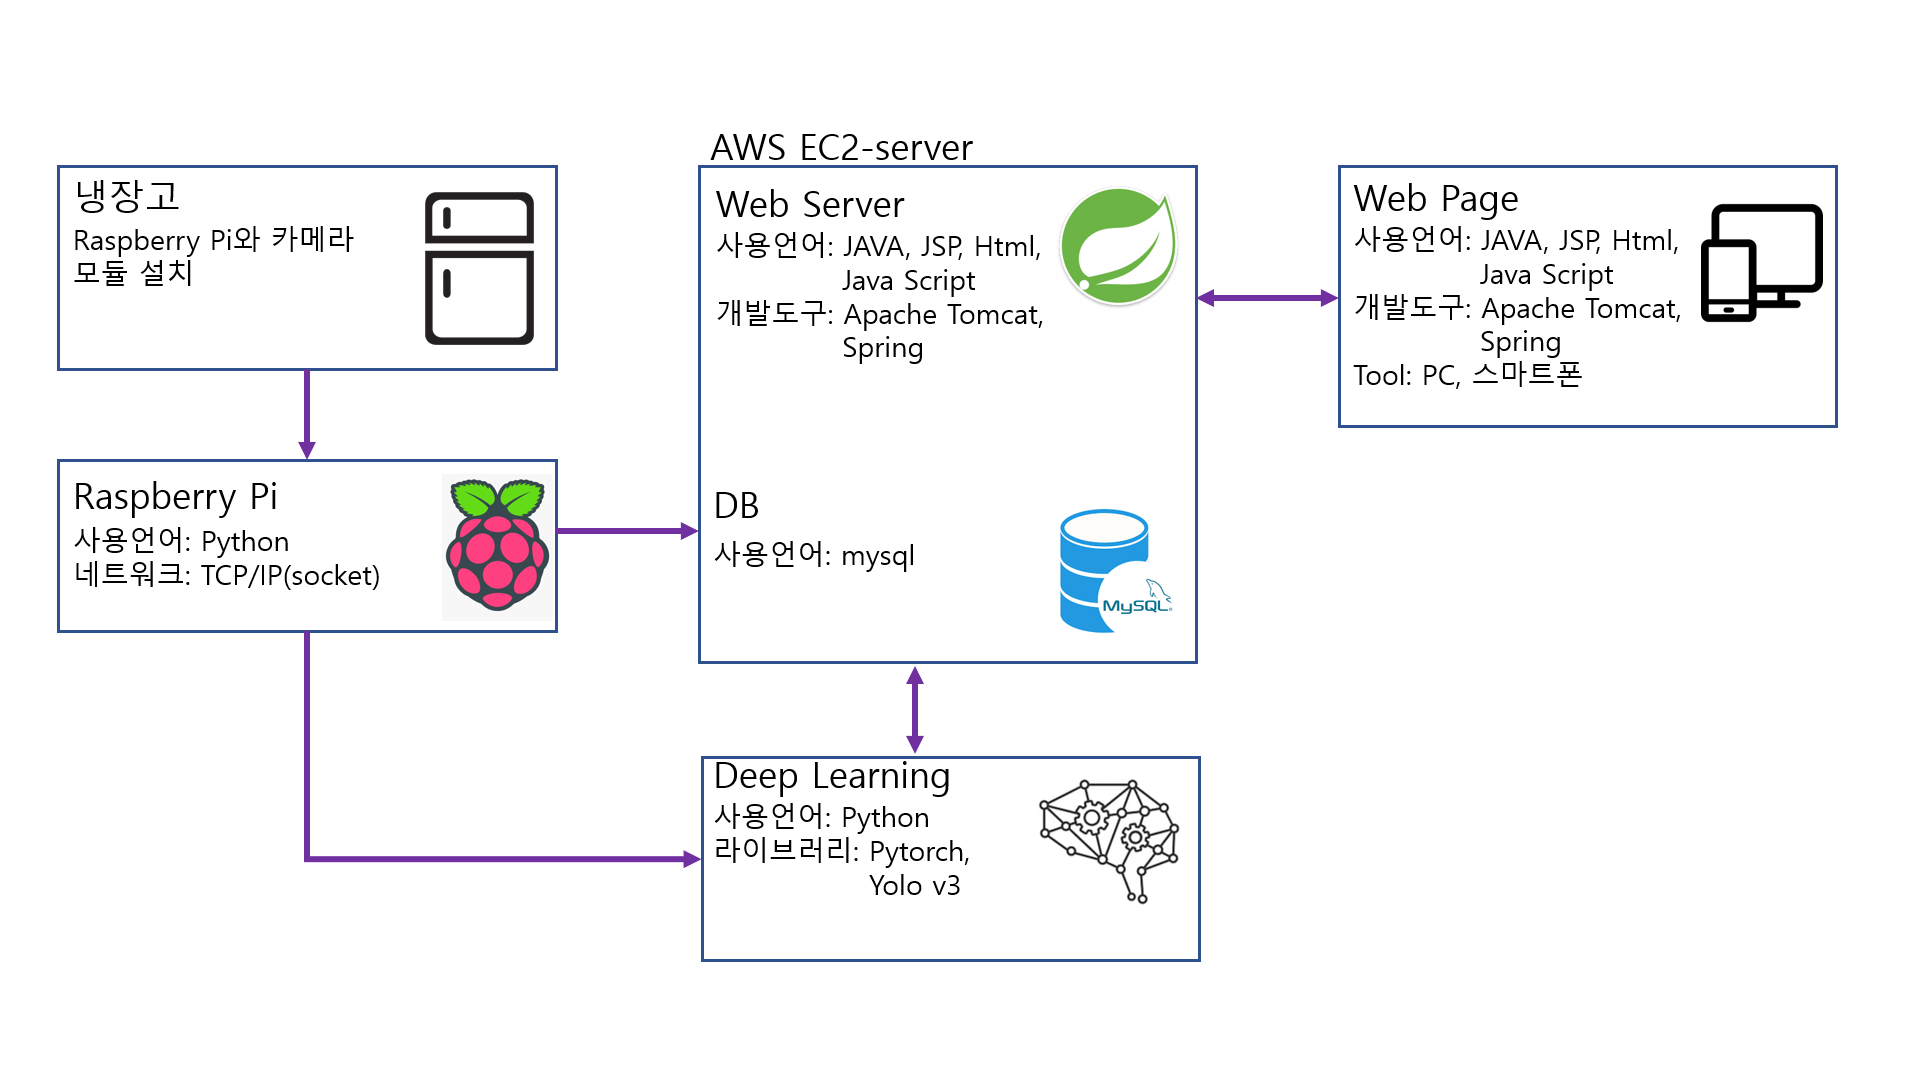 냉장고
Raspberry Pi와 카메라
모듈 설치
Raspberry Pi
사용언어: Python
네트워크: TCP/IP(socket)
AWS EC2-server
Web Server
사용언어: JAVA, JSP, Html,
Java Script
개발도구: Apache Tomcat,
Spring
DB
사용언어: mysql
MySQL
Deep Learning
사용언어: Python
라이브러리: Pytorch,
Yolo v3
Web Page
사용언어: JAVA, JSP, Html,
Java Script
개발도구: Apache Tomcat,
Spring
Tool: PC, 스마트폰